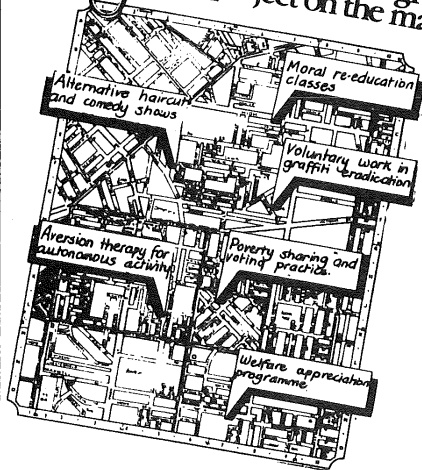 ject on the ma
Moral re-education
classes
Alternative haircuts
and comedy shows
Voluntary work in
graffiti eradication
Aversion therapy for
autonomous activity
Poverty sharing and
voting practice.
Welfare appreciation
programme